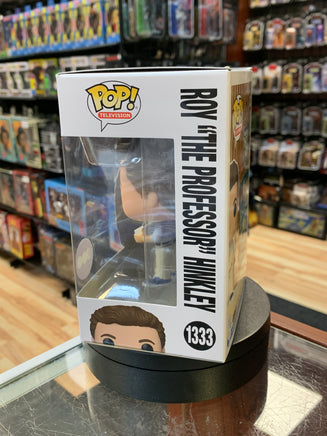 POP!
TELEVISION
ROY "THE PROFESSOR" HINKLEY
1333